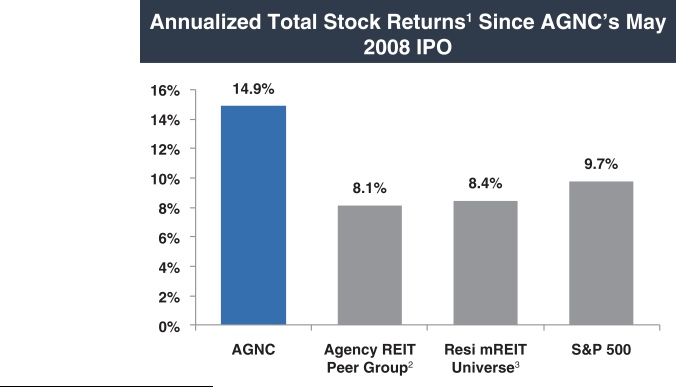 Annualized Total Stock Returns¹ Since AGNC's May
2008 IPO
16%
14%
12%
10%
8%
6%
4%
2%
0%
14.9%
8.1%
8.4%
9.7%
AGNC
Agency REIT
Peer Group²
Resi mREIT
Universe³
S&P 500